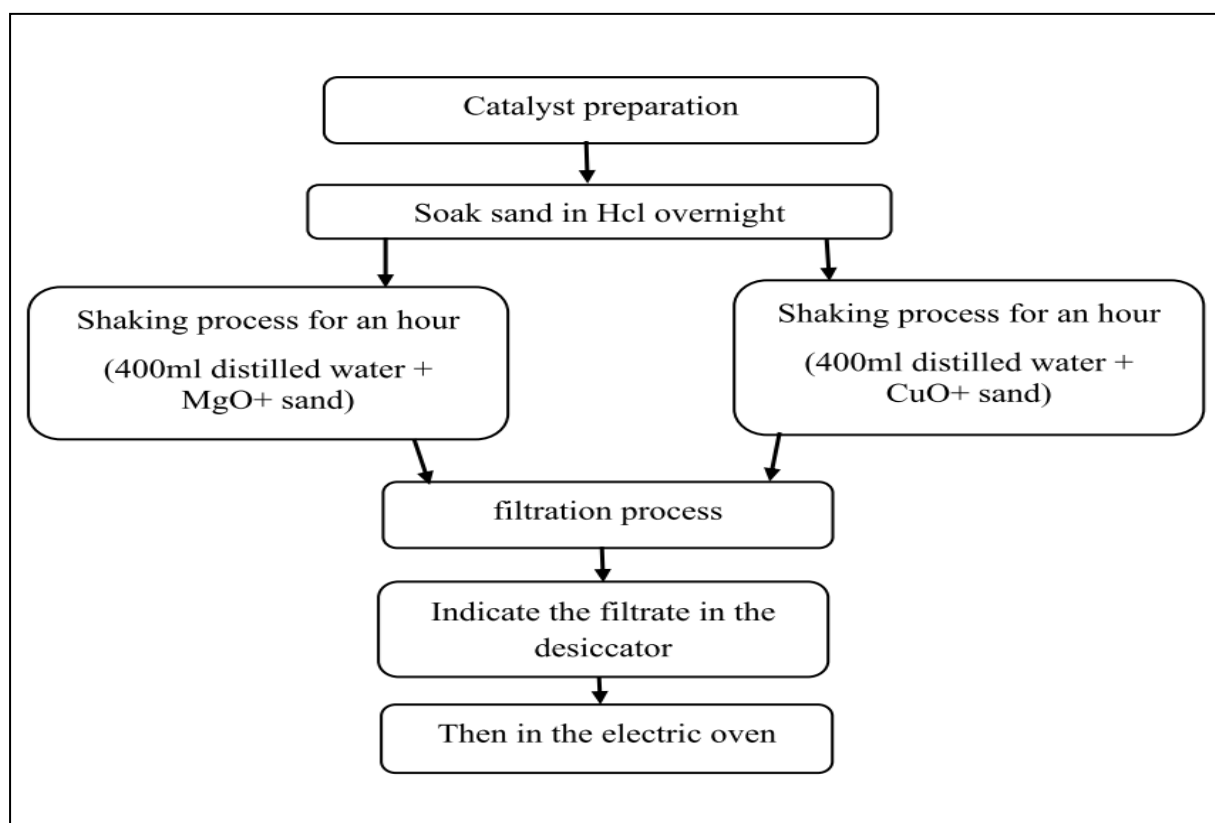 Catalyst preparation
Soak sand in Hcl overnight
Shaking process for an hour
(400ml distilled water +
MgO+ sand)
Shaking process for an hour
(400ml distilled water +
CuO+ sand)
filtration process
Indicate the filtrate in the
desiccator
Then in the electric oven